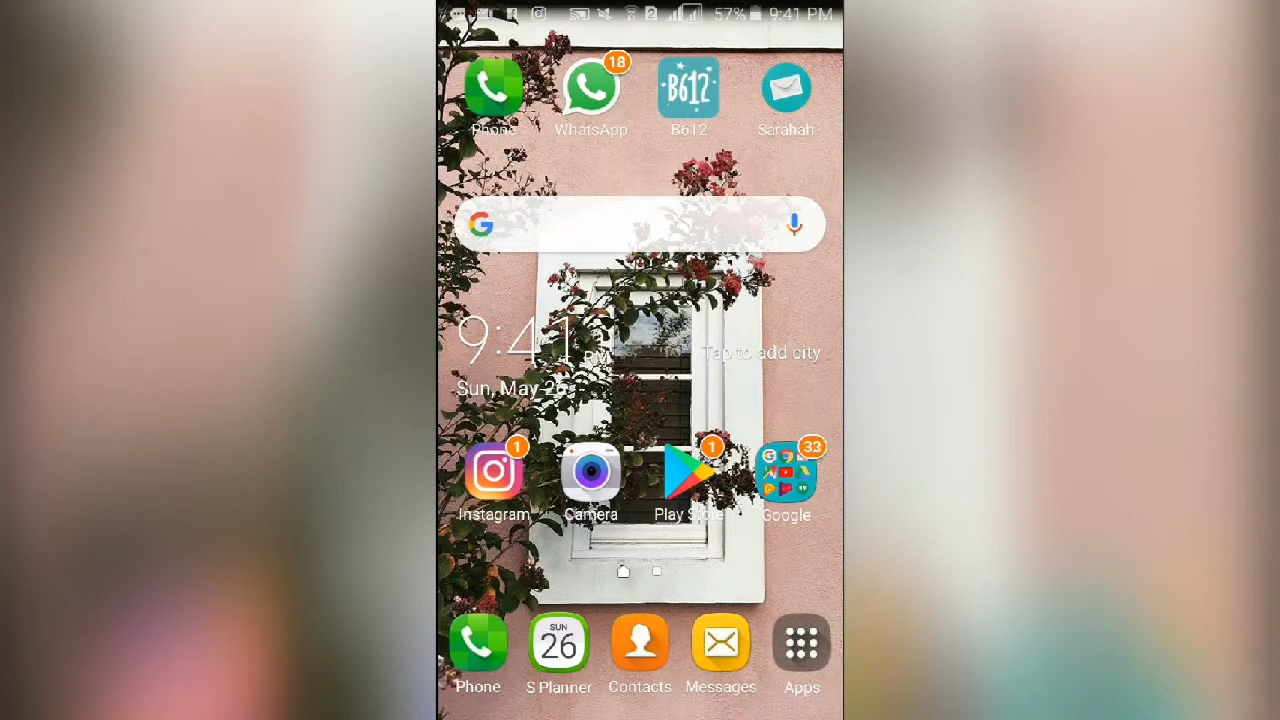 2 57% 9:41 PM
18
B612
Phone WhatsApp B612 Sarahah
G
9:41 PM
Tap to add city
Sun, May 26
1 1 33
Instagram Camera Play Store Google
SUN
26
Phone S Planner Contacts Messages Apps